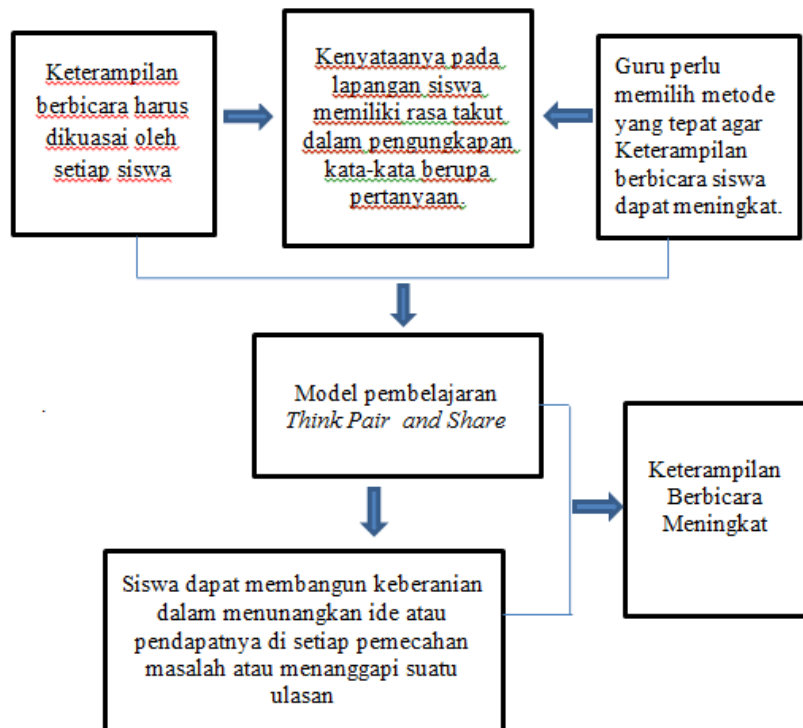 Keterampilan
berbicara harus
dikuasai oleh
setiap siswa
Kenyataanya pada
lapangan siswa
memiliki rasa takut
dalam pengungkapan
kata-kata berupa
pertanyaan.
Guru perlu
memilih metode
yang tepat agar
Keterampilan
berbicara siswa
dapat meningkat.
Model pembelajaran
Think Pair and Share
Keterampilan
Berbicara
Meningkat
Siswa dapat membangun keberanian
dalam menunangkan ide atau
pendapatnya di setiap pemecahan
masalah atau menanggapi suatu
ulasan